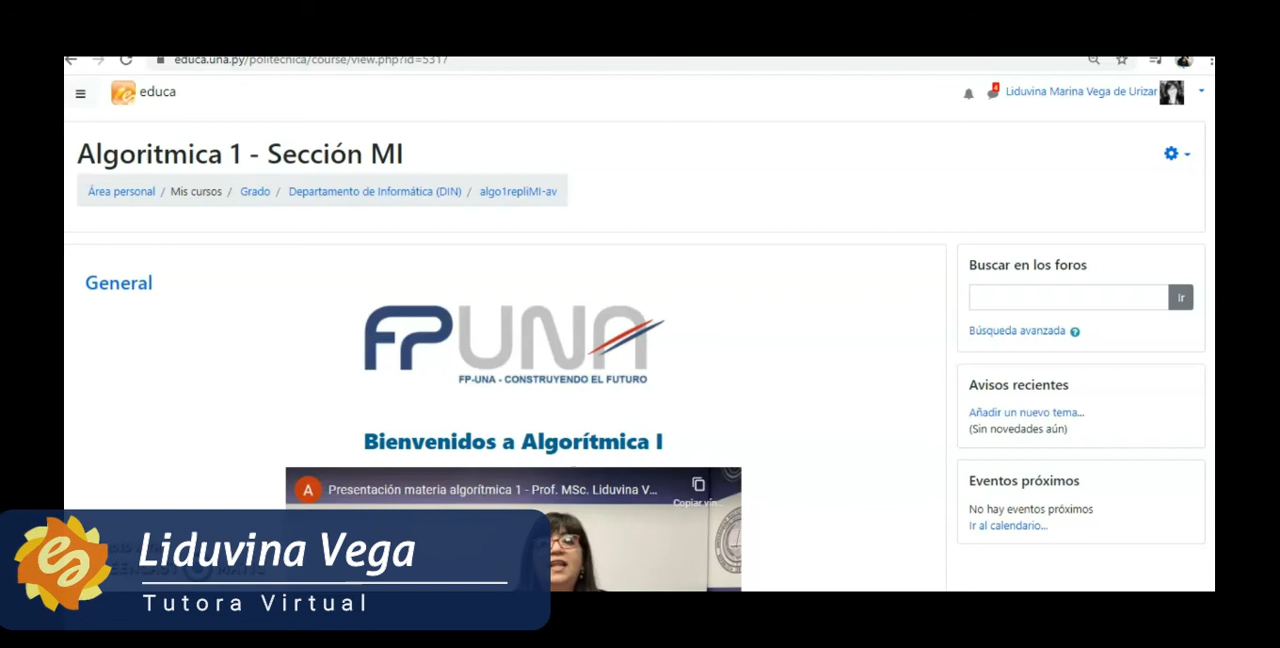 educa.una.py/politecnica/course/view.php?id=5317
educa
4
Liduvina Marina Vega de Urizar
Algoritmica 1 - Sección MI
Área personal / Mis cursos / Grado / Departamento de Informática (DIN) / algo1repliMI-av
General
FPUNA
FP-UNA - CONSTRUYENDO EL FUTURO
Bienvenidos a Algorítmica I
A Presentación materia algorítmica 1 - Prof. MSc. Liduvina V...
Copiar vín...
Buscar en los foros
Ir
Búsqueda avanzada
Avisos recientes
Añadir un nuevo tema...
(Sin novedades aún)
Eventos próximos
No hay eventos próximos
Ir al calendario...
Liduvina Vega
Tutora Virtual